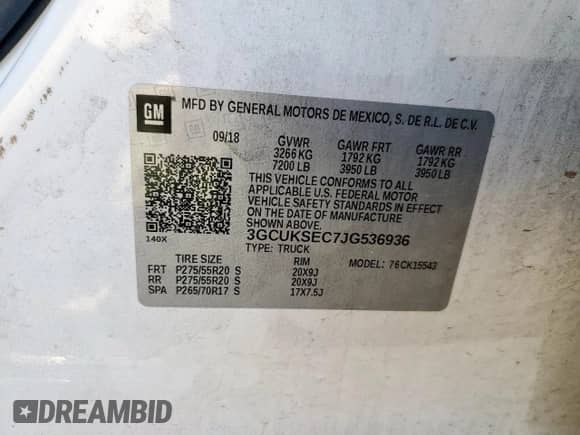 GM MFD BY GENERAL MOTORS DE MEXICO, S. DE R.L. DE C.V.
09/18 GVWR GAWR FRT GAWR RR
3266 KG 1792 KG 1792 KG
7200 LB 3950 LB 3950 LB
THIS VEHICLE CONFORMS TO ALL
APPLICABLE U.S. FEDERAL MOTOR
VEHICLE SAFETY STANDARDS IN EFFECT
ON THE DATE OF MANUFACTURE SHOWN ABOVE.
3GCUKSEC7JG536936
140X TYPE: TRUCK MODEL: 76CK15543
TIRE SIZE RIM
FRT P275/55R20 S 20X9J
RR P275/55R20 S 20X9J
SPA P265/70R17 S 17X7.5J
DREAMBID